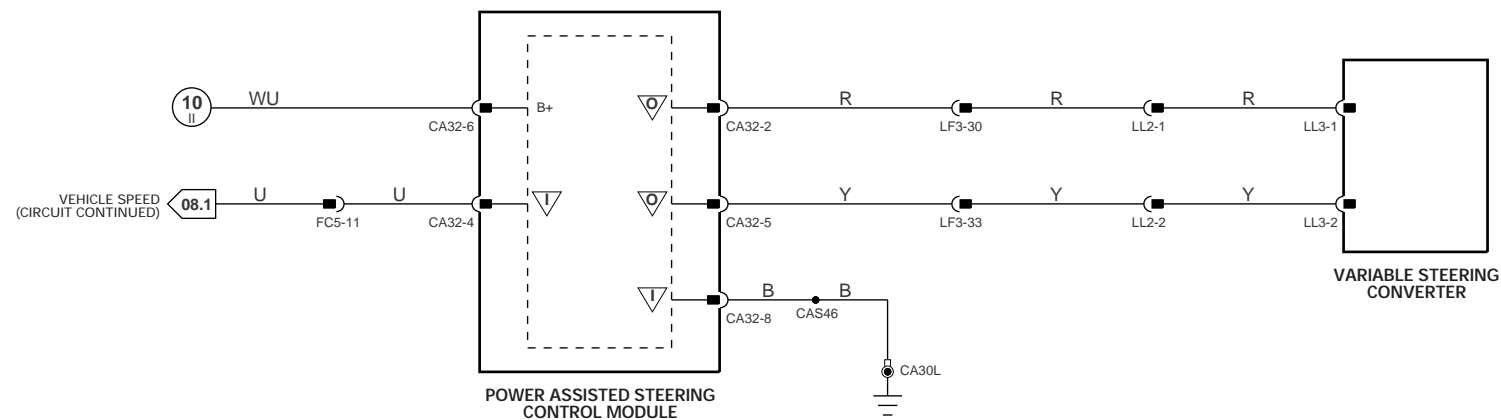 10
II
WU
CA32-6
B+
O
CA32-2
R
LF3-30
R
LL2-1
R
LL3-1
VEHICLE SPEED
(CIRCUIT CONTINUED)
08.1
U
FC5-11
U
CA32-4
I
O
CA32-5
Y
LF3-33
Y
LL2-2
Y
LL3-2
VARIABLE STEERING
CONVERTER
I
CA32-8
B
CAS46
B
CA30L
POWER ASSISTED STEERING
CONTROL MODULE